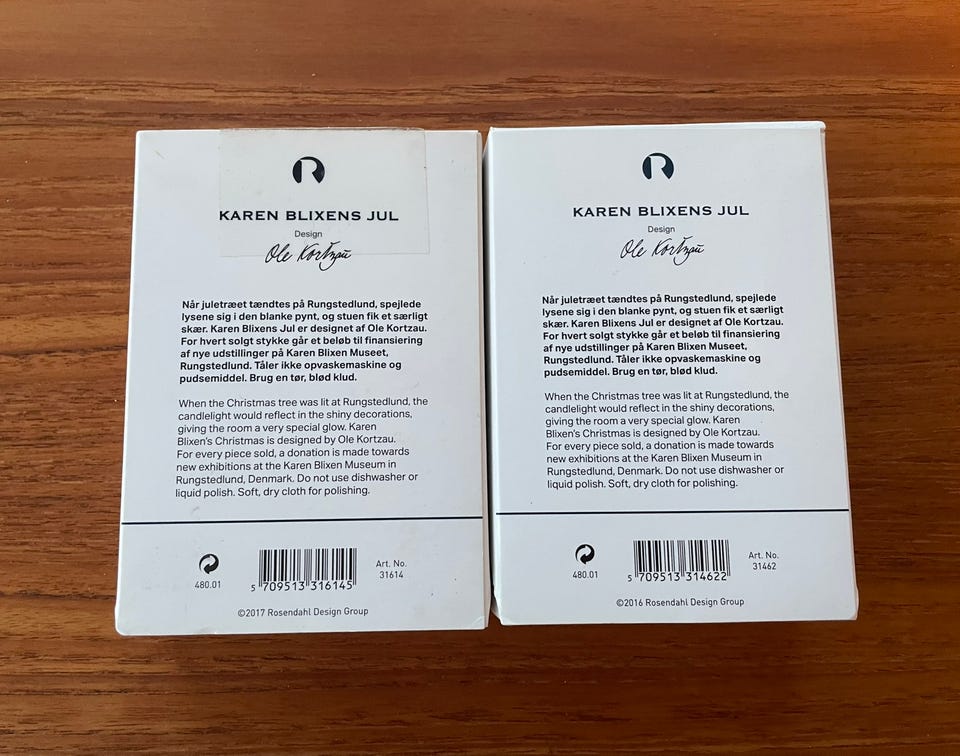 R
KAREN BLIXENS JUL
Design
Ole Kortzau
Når juletræet tændtes på Rungstedlund, spejlede
lysene sig i den blanke pynt, og stuen fik et særligt
skær. Karen Blixens Jul er designet af Ole Kortzau.
For hvert solgt stykke går et beløb til finansiering
af nye udstillinger på Karen Blixen Museet,
Rungstedlund. Tåler ikke opvaskemaskine og
pudsemiddel. Brug en tør, blød klud.
When the Christmas tree was lit at Rungstedlund, the
candlelight would reflect in the shiny decorations,
giving the room a very special glow. Karen
Blixen's Christmas is designed by Ole Kortzau.
For every piece sold, a donation is made towards
new exhibitions at the Karen Blixen Museum in
Rungstedlund, Denmark. Do not use dishwasher or
liquid polish. Soft, dry cloth for polishing.
480.01
5 709513 316145
Art. No.
31614
©2017 Rosendahl Design Group
R
KAREN BLIXENS JUL
Design
Ole Kortzau
Når juletræet tændtes på Rungstedlund, spejlede
lysene sig i den blanke pynt, og stuen fik et særligt
skær. Karen Blixens Jul er designet af Ole Kortzau.
For hvert solgt stykke går et beløb til finansiering
af nye udstillinger på Karen Blixen Museet,
Rungstedlund. Tåler ikke opvaskemaskine og
pudsemiddel. Brug en tør, blød klud.
When the Christmas tree was lit at Rungstedlund, the
candlelight would reflect in the shiny decorations,
giving the room a very special glow. Karen
Blixen's Christmas is designed by Ole Kortzau.
For every piece sold, a donation is made towards
new exhibitions at the Karen Blixen Museum in
Rungstedlund, Denmark. Do not use dishwasher or
liquid polish. Soft, dry cloth for polishing.
480.01
5 709513 314622
Art. No.
31462
©2016 Rosendahl Design Group